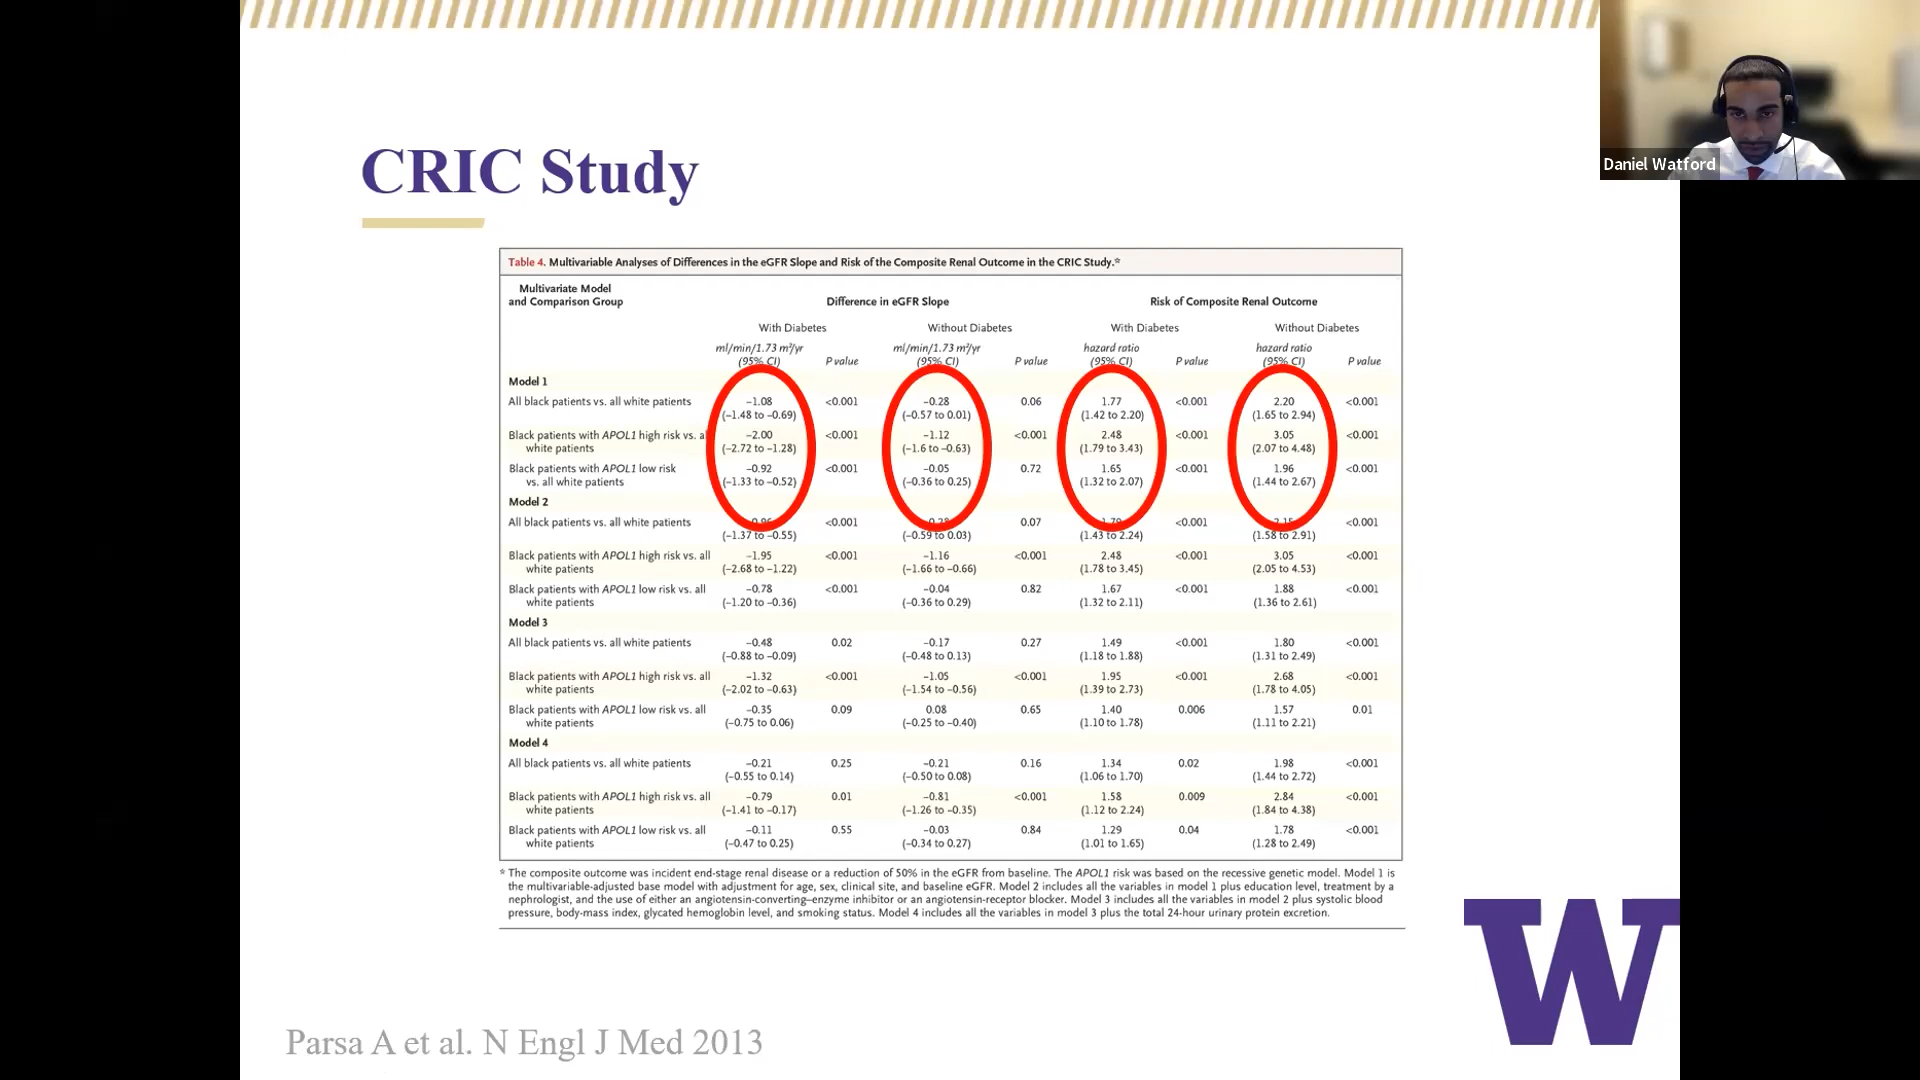 Daniel Watford
CRIC Study
Table 4. Multivariable Analyses of Differences in the eGFR Slope and Risk of the Composite Renal Outcome in the CRIC Study.*
Multivariate Model
and Comparison Group Difference in eGFR Slope Risk of Composite Renal Outcome
With Diabetes Without Diabetes With Diabetes Without Diabetes
ml/min/1.73 m²/yr ml/min/1.73 m²/yr hazard ratio hazard ratio
(95% CI) P value (95% CI) P value (95% CI) P value (95% CI) P value
Model 1
All black patients vs. all white patients –1.08 <0.001 –0.28 0.06 1.77 <0.001 2.20 <0.001
(–1.48 to –0.69) (–0.57 to 0.01) (1.42 to 2.20) (1.65 to 2.94)
Black patients with APOL1 high risk vs. –2.00 <0.001 –1.12 <0.001 2.48 <0.001 3.05 <0.001
white patients (–2.72 to –1.28) (–1.6 to –0.63) (1.79 to 3.43) (2.07 to 4.48)
Black patients with APOL1 low risk –0.92 <0.001 –0.05 0.72 1.65 <0.001 1.96 <0.001
vs. all white patients (–1.33 to –0.52) (–0.36 to 0.25) (1.32 to 2.07) (1.44 to 2.67)
Model 2
All black patients vs. all white patients <0.001 0.07 <0.001 <0.001
(–1.37 to –0.55) (–0.59 to 0.03) (1.43 to 2.24) (1.58 to 2.91)
Black patients with APOL1 high risk vs. all –1.95 <0.001 –1.16 <0.001 2.48 <0.001 3.05 <0.001
white patients (–2.68 to –1.22) (–1.66 to –0.66) (1.78 to 3.45) (2.05 to 4.53)
Black patients with APOL1 low risk vs. all –0.78 <0.001 –0.04 0.82 1.67 <0.001 1.88 <0.001
white patients (–1.20 to –0.36) (–0.36 to 0.29) (1.32 to 2.11) (1.36 to 2.61)
Model 3
All black patients vs. all white patients –0.48 0.02 –0.17 0.27 1.49 <0.001 1.80 <0.001
(–0.88 to –0.09) (–0.48 to 0.13) (1.18 to 1.88) (1.31 to 2.49)
Black patients with APOL1 high risk vs. all –1.32 <0.001 –1.05 <0.001 1.95 <0.001 2.68 <0.001
white patients (–2.02 to –0.63) (–1.54 to –0.56) (1.39 to 2.73) (1.78 to 4.05)
Black patients with APOL1 low risk vs. all –0.35 0.09 0.08 0.65 1.40 0.006 1.57 0.01
white patients (–0.75 to 0.06) (–0.25 to –0.40) (1.10 to 1.78) (1.11 to 2.21)
Model 4
All black patients vs. all white patients –0.21 0.25 –0.21 0.16 1.34 0.02 1.98 <0.001
(–0.55 to 0.14) (–0.50 to 0.08) (1.06 to 1.70) (1.44 to 2.72)
Black patients with APOL1 high risk vs. all –0.79 0.01 –0.81 <0.001 1.58 0.009 2.84 <0.001
white patients (–1.41 to –0.17) (–1.26 to –0.35) (1.12 to 2.24) (1.84 to 4.38)
Black patients with APOL1 low risk vs. all –0.11 0.55 –0.03 0.84 1.29 0.04 1.78 <0.001
white patients (–0.47 to 0.25) (–0.34 to 0.27) (1.01 to 1.65) (1.28 to 2.49)
* The composite outcome was incident end-stage renal disease or a reduction of 50% in the eGFR from baseline. The APOL1 risk was based on the recessive genetic model. Model 1 is
the multivariable-adjusted base model with adjustment for age, sex, clinical site, and baseline eGFR. Model 2 includes all the variables in model 1 plus education level, treatment by a
nephrologist, and the use of either an angiotensin-converting–enzyme inhibitor or an angiotensin-receptor blocker. Model 3 includes all the variables in model 2 plus systolic blood
pressure, body-mass index, glycated hemoglobin level, and smoking status. Model 4 includes all the variables in model 3 plus the total 24-hour urinary protein excretion.
W
Parsa A et al. N Engl J Med 2013